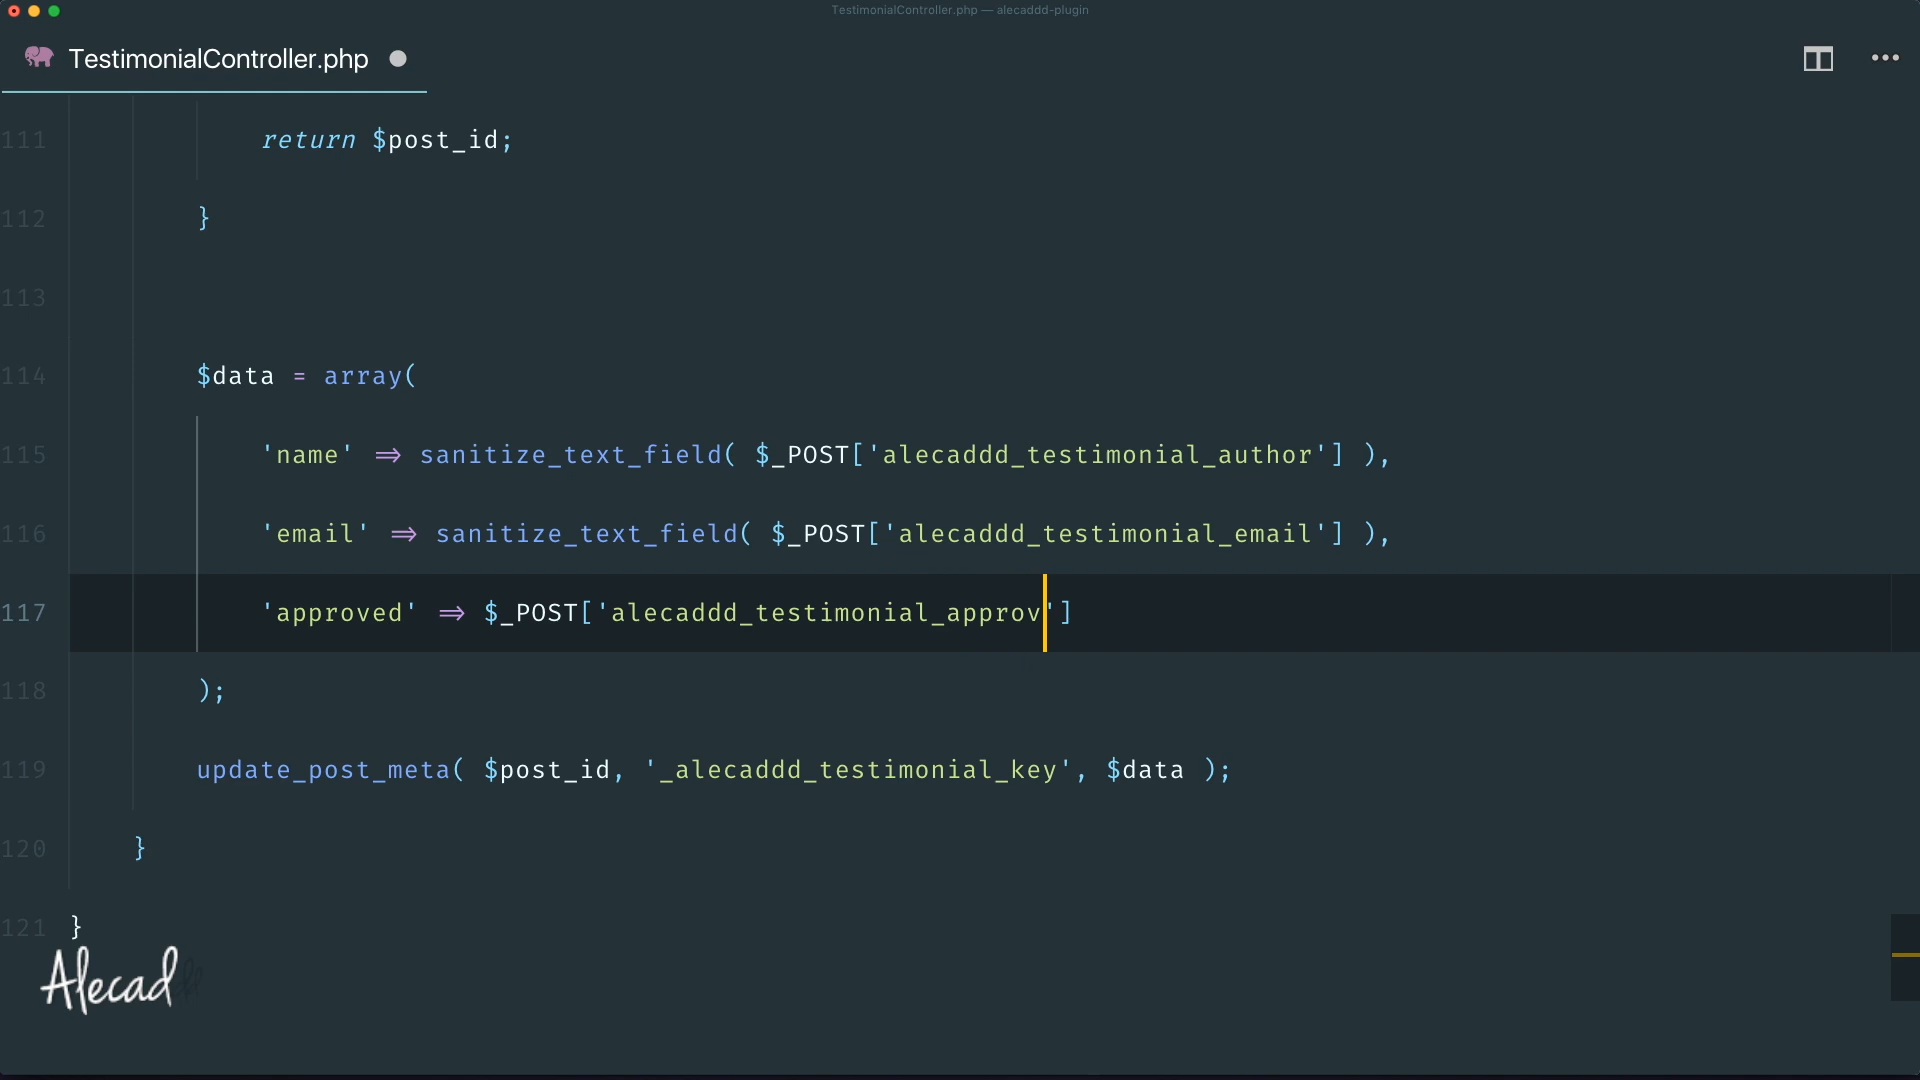 TestimonialController.php — alecaddd-plugin
TestimonialController.php
111 return $post_id;
112 }
113
114 $data = array(
115 'name' => sanitize_text_field( $_POST['alecaddd_testimonial_author'] ),
116 'email' => sanitize_text_field( $_POST['alecaddd_testimonial_email'] ),
117 'approved' => $_POST['alecaddd_testimonial_approv']
118 );
119 update_post_meta( $post_id, '_alecaddd_testimonial_key', $data );
120 }
121 }
Alecad